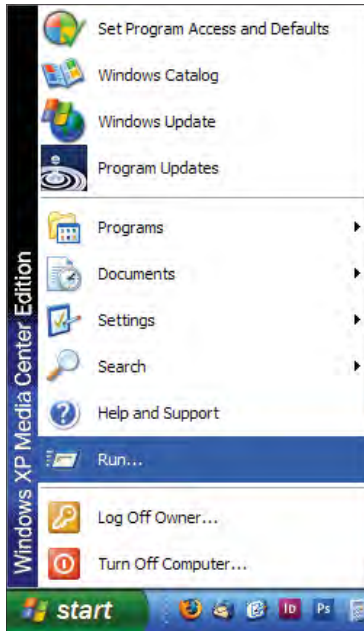 Set Program Access and Defaults
Windows Catalog
Windows Update
Program Updates
Programs
Documents
Settings
Search
Help and Support
Run...
Log Off Owner...
Turn Off Computer...
Windows XP Media Center Edition
start
ID Ps